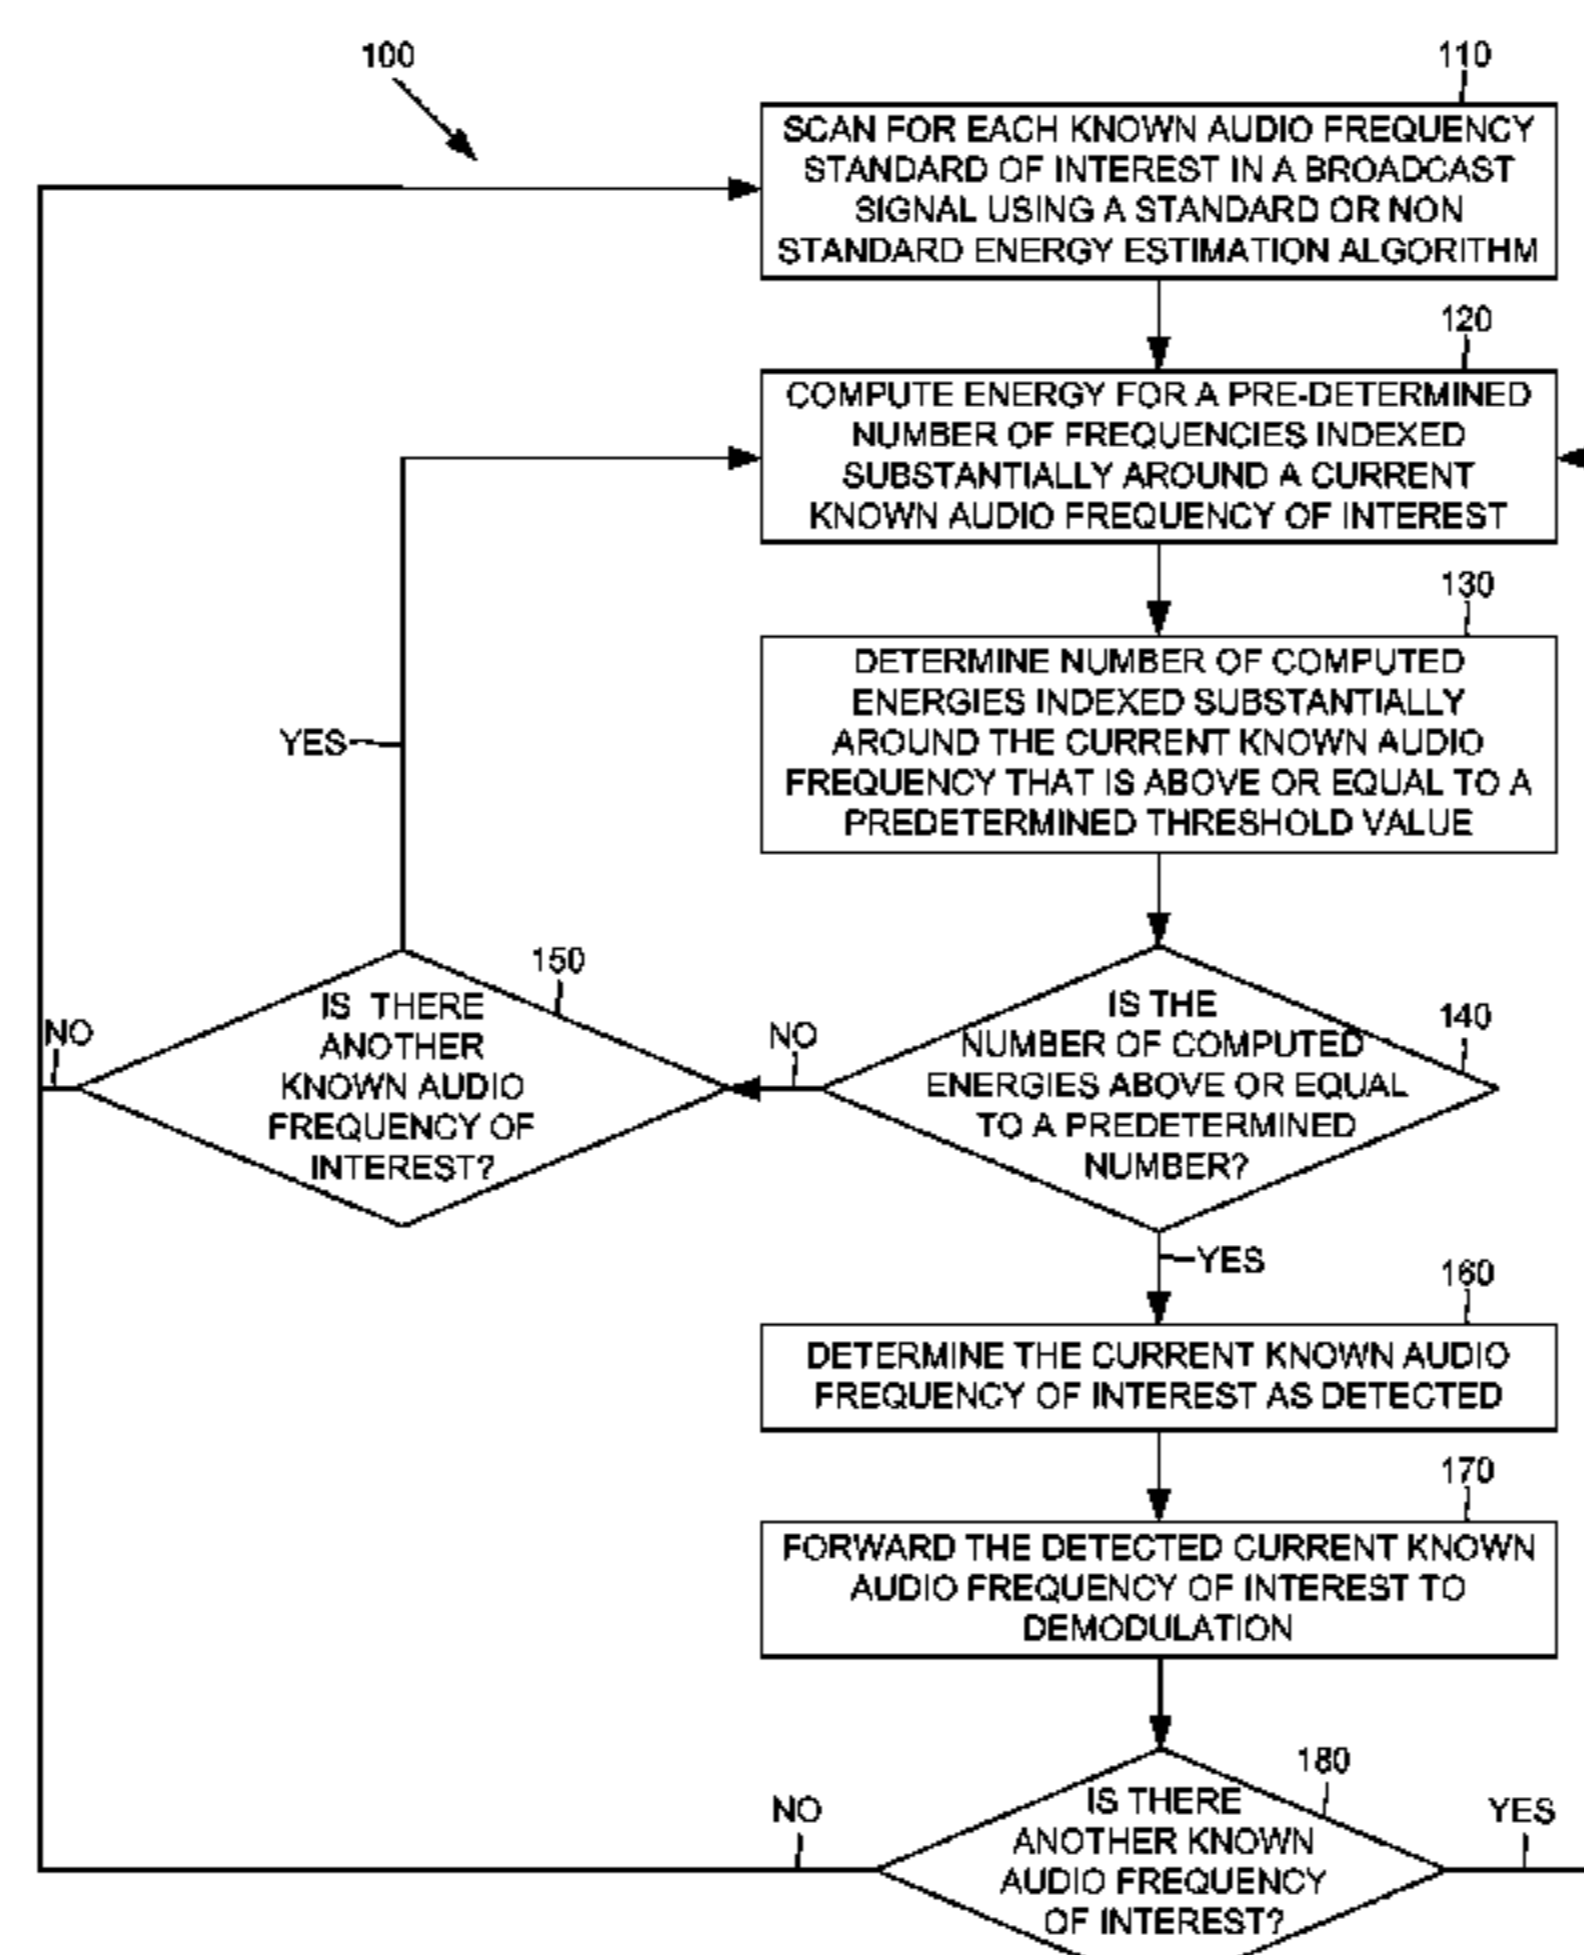 100
110
SCAN FOR EACH KNOWN AUDIO FREQUENCY
STANDARD OF INTEREST IN A BROADCAST
SIGNAL USING A STANDARD OR NON
STANDARD ENERGY ESTIMATION ALGORITHM
120
COMPUTE ENERGY FOR A PRE-DETERMINED
NUMBER OF FREQUENCIES INDEXED
SUBSTANTIALLY AROUND A CURRENT
KNOWN AUDIO FREQUENCY OF INTEREST
130
DETERMINE NUMBER OF COMPUTED
ENERGIES INDEXED SUBSTANTIALLY
AROUND THE CURRENT KNOWN AUDIO
FREQUENCY THAT IS ABOVE OR EQUAL TO A
PREDETERMINED THRESHOLD VALUE
YES
150
IS THERE
ANOTHER
KNOWN AUDIO
FREQUENCY OF
INTEREST?
NO
NO
140
IS THE
NUMBER OF COMPUTED
ENERGIES ABOVE OR EQUAL
TO A PREDETERMINED
NUMBER?
YES
160
DETERMINE THE CURRENT KNOWN AUDIO
FREQUENCY OF INTEREST AS DETECTED
170
FORWARD THE DETECTED CURRENT KNOWN
AUDIO FREQUENCY OF INTEREST TO
DEMODULATION
180
NO
IS THERE
ANOTHER KNOWN
AUDIO FREQUENCY
OF INTEREST?
YES